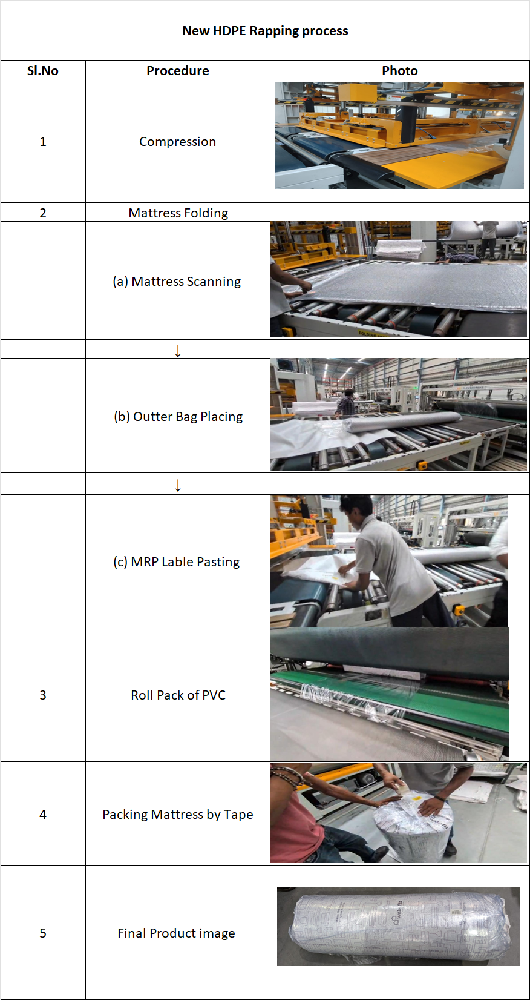 New HDPE Rapping process
Sl.No Procedure Photo
1 Compression
2 Mattress Folding
(a) Mattress Scanning
↓
(b) Outter Bag Placing
↓
(c) MRP Lable Pasting
3 Roll Pack of PVC
4 Packing Mattress by Tape
5 Final Product image